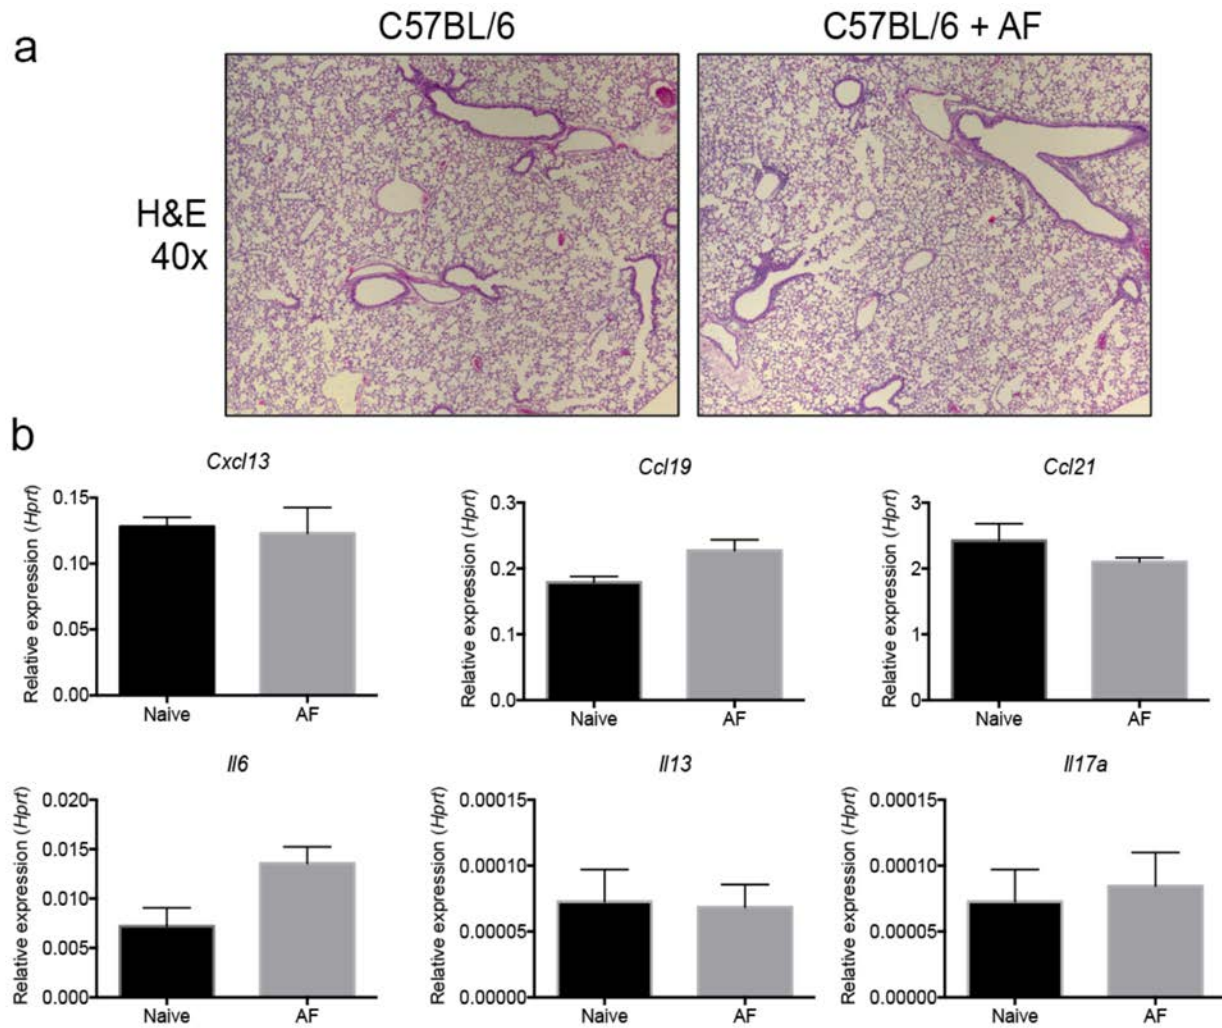 a
C57BL/6
C57BL/6 + AF
H&E
40x
b
Cxcl13
Relative expression (Hprt)
0.15
0.10
0.05
0.00
Naive
AF
Ccl19
Relative expression (Hprt)
0.3
0.2
0.1
0.0
Naive
AF
Ccl21
Relative expression (Hprt)
3
2
1
0
Naive
AF
Il6
Relative expression (Hprt)
0.020
0.015
0.010
0.005
0.000
Naive
AF
Il13
Relative expression (Hprt)
0.00015
0.00010
0.00005
0.00000
Naive
AF
Il17a
Relative expression (Hprt)
0.00015
0.00010
0.00005
0.00000
Naive
AF